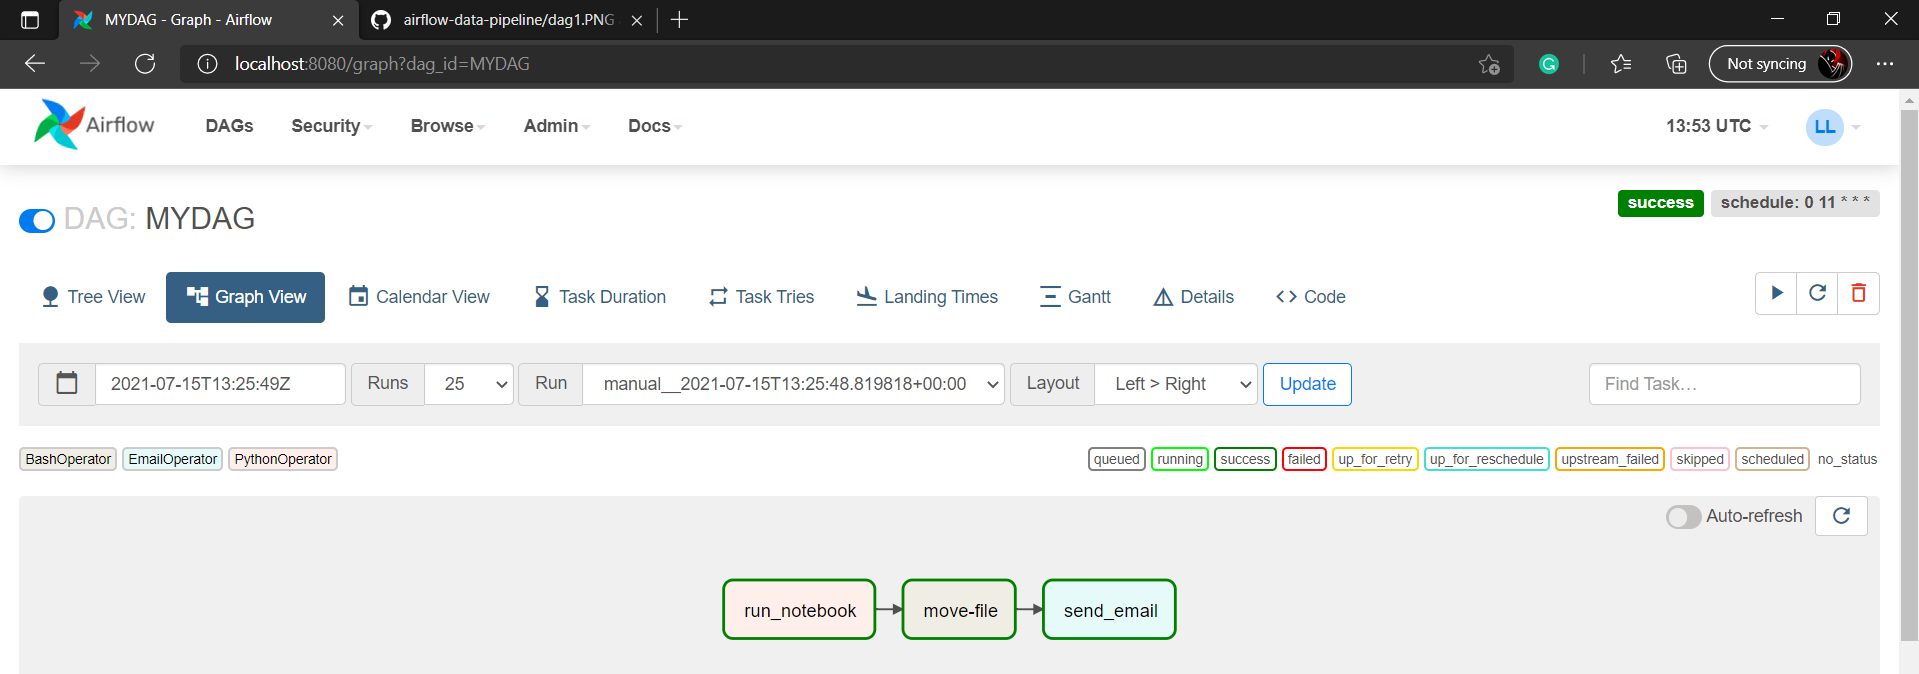 MYDAG - Graph - Airflow
airflow-data-pipeline/dag1.PNG
localhost:8080/graph?dag_id=MYDAG
Not syncing
Airflow DAGs Security Browse Admin Docs 13:53 UTC LL
success schedule: 0 11 * * *
DAG: MYDAG
Tree View Graph View Calendar View Task Duration Task Tries Landing Times Gantt Details Code
2021-07-15T13:25:49Z Runs 25 Run manual__2021-07-15T13:25:48.819818+00:00 Layout Left > Right Update Find Task…
BashOperator EmailOperator PythonOperator queued running success failed up_for_retry up_for_reschedule upstream_failed skipped scheduled no_status
Auto-refresh
run_notebook move-file send_email